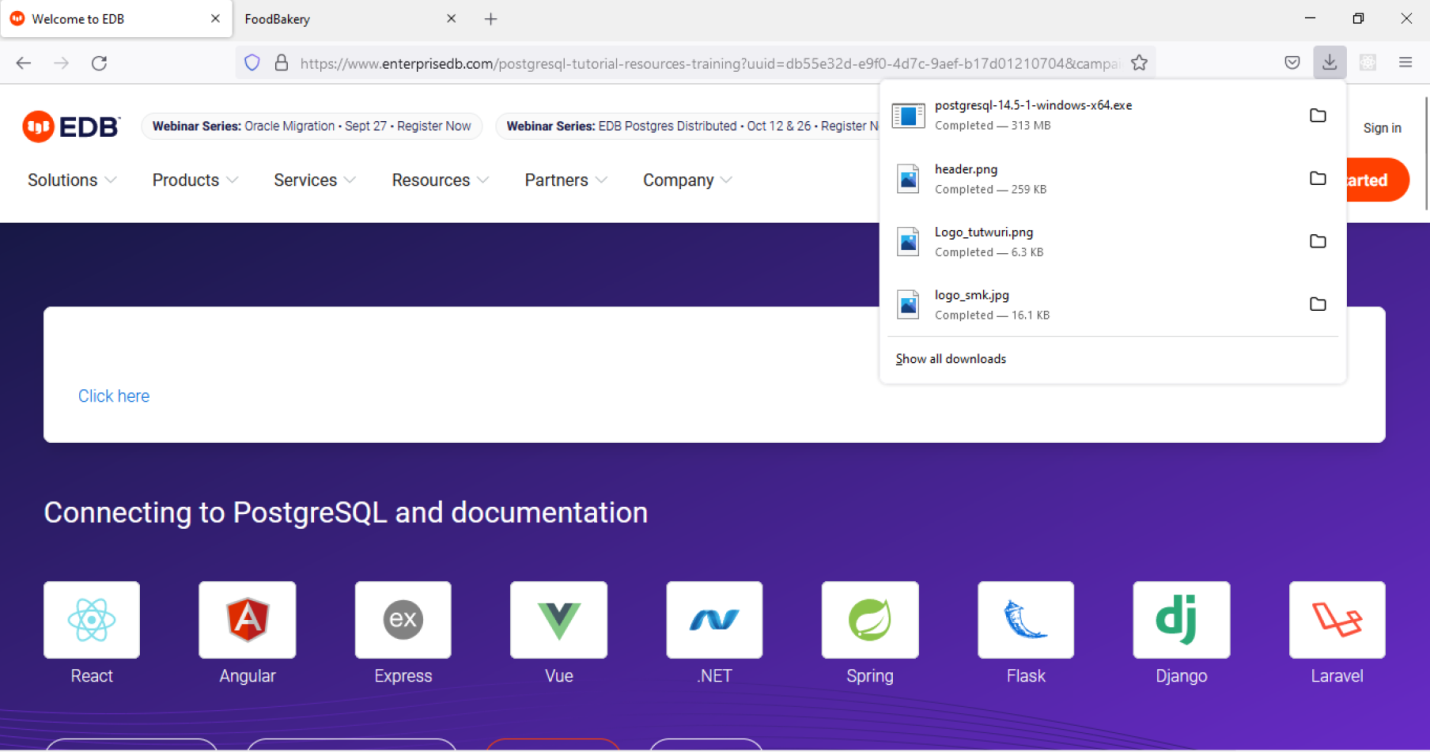 Welcome to EDB
FoodBakery
https://www.enterprisedb.com/postgresql-tutorial-resources-training?uuid=db55e32d-e9f0-4d7c-9aef-b17d01210704&campai
EDB
Webinar Series: Oracle Migration • Sept 27 • Register Now
Webinar Series: EDB Postgres Distributed • Oct 12 & 26 • Register N
Sign in
Solutions
Products
Services
Resources
Partners
Company
arted
postgresql-14.5-1-windows-x64.exe
Completed — 313 MB
header.png
Completed — 259 KB
Logo_tutwuri.png
Completed — 6.3 KB
logo_smk.jpg
Completed — 16.1 KB
Show all downloads
Click here
Connecting to PostgreSQL and documentation
ex
dj
React
Angular
Express
Vue
.NET
Spring
Flask
Django
Laravel